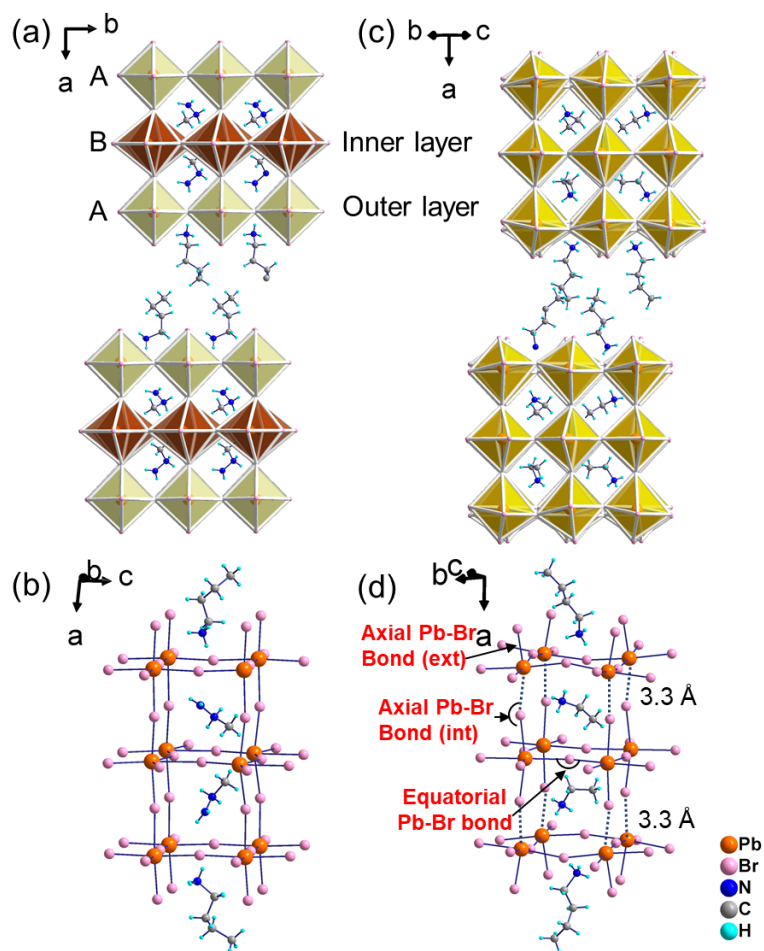 (a)
b
a
A
B
A
Inner layer
Outer layer
(c)
b
c
a
(b)
b
c
a
(d)
b
c
a
Axial Pb-Br
Bond (ext)
Axial Pb-Br
Bond (int)
Equatorial
Pb-Br bond
3.3 Å
3.3 Å
Pb
Br
N
C
H